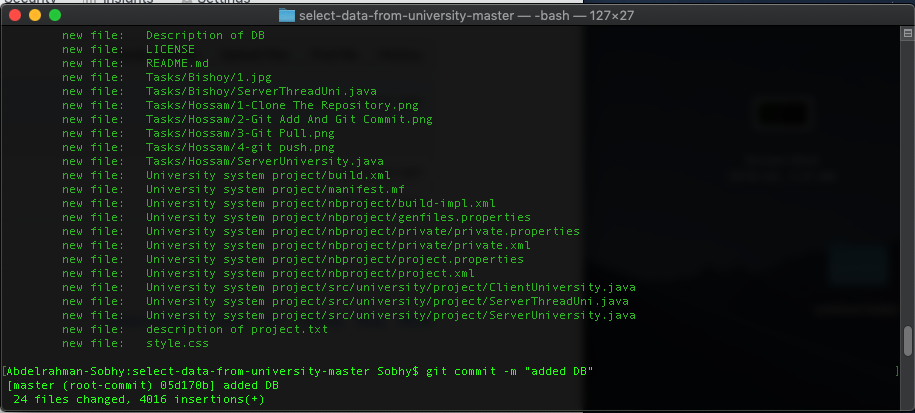 Security Insights Settings
select-data-from-university-master — -bash — 127×27
new file: Description of DB
new file: LICENSE
new file: README.md
new file: Tasks/Bishoy/1.jpg
new file: Tasks/Bishoy/ServerThreadUni.java
new file: Tasks/Hossam/1-Clone The Repository.png
new file: Tasks/Hossam/2-Git Add And Git Commit.png
new file: Tasks/Hossam/3-Git Pull.png
new file: Tasks/Hossam/4-git push.png
new file: Tasks/Hossam/ServerUniversity.java
new file: University system project/build.xml
new file: University system project/manifest.mf
new file: University system project/nbproject/build-impl.xml
new file: University system project/nbproject/genfiles.properties
new file: University system project/nbproject/private/private.properties
new file: University system project/nbproject/private/private.xml
new file: University system project/nbproject/project.properties
new file: University system project/nbproject/project.xml
new file: University system project/src/university/project/ClientUniversity.java
new file: University system project/src/university/project/ServerThreadUni.java
new file: University system project/src/university/project/ServerUniversity.java
new file: description of project.txt
new file: style.css
[Abdelrahman-Sobhy:select-data-from-university-master Sobhy$ git commit -m "added DB" ]
[master (root-commit) 05d170b] added DB
24 files changed, 4016 insertions(+)